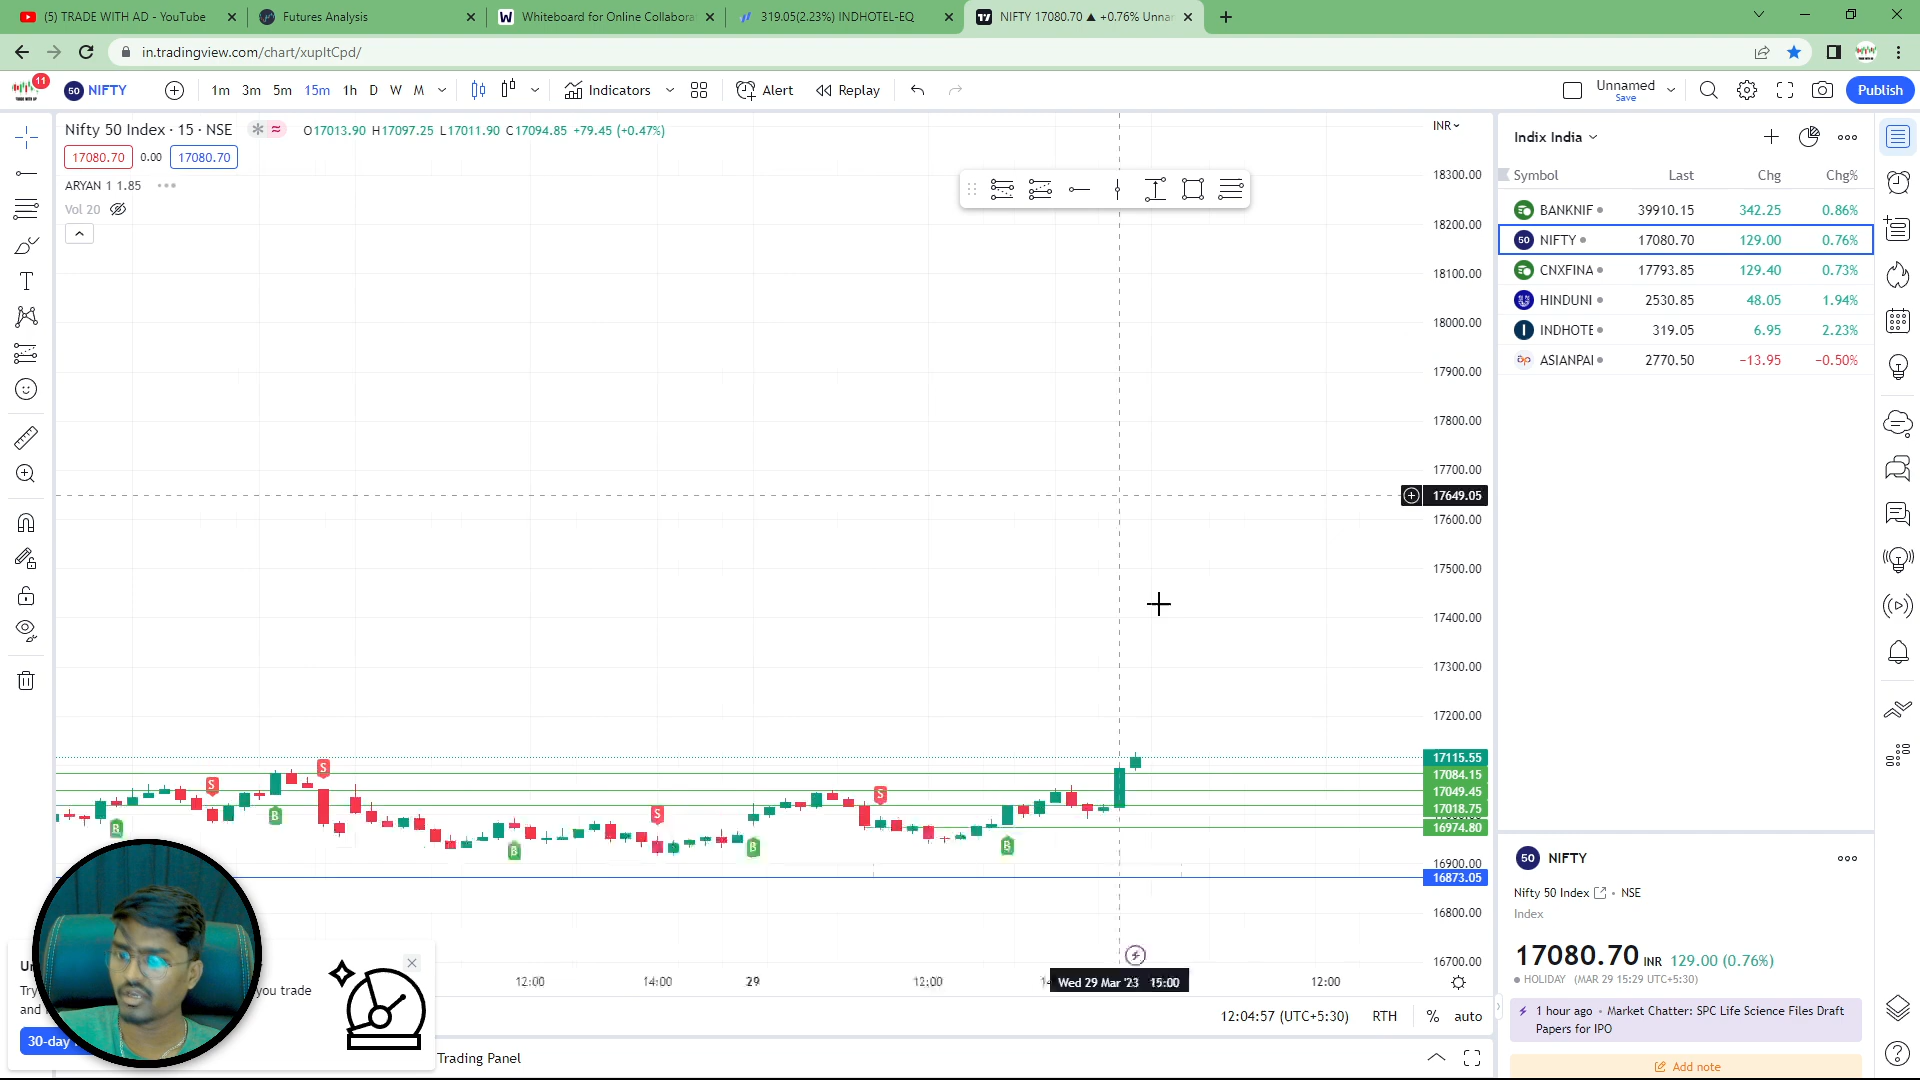 (5) TRADE WITH AD - YouTube
Futures Analysis
W Whiteboard for Online Collabora
319.05(2.23%) INDHOTEL-EQ
NIFTY 17080.70 ▲ +0.76% Unna
in.tradingview.com/chart/xupItCpd/
11
50 NIFTY
1m 3m 5m 15m 1h D W M
Indicators
Alert
Replay
Unnamed
Save
Publish
Nifty 50 Index · 15 · NSE
O17013.90 H17097.25 L17011.90 C17094.85 +79.45 (+0.47%)
17080.70 0.00 17080.70
ARYAN 1 1.85
Vol 20
INR
18300.00
18200.00
18100.00
18000.00
17900.00
17800.00
17700.00
17649.05
17600.00
17500.00
17400.00
17300.00
17200.00
17115.55
17084.15
17049.45
17018.75
16974.80
16900.00
16873.05
16800.00
16700.00
S
S
S
S
B
B
B
B
B
12:00
14:00
29
12:00
Wed 29 Mar '23 15:00
12:00
12:04:57 (UTC+5:30) RTH % auto
you trade
and
30-day
Trading Panel
Indix India
Symbol Last Chg Chg%
BANKNIF 39910.15 342.25 0.86%
50 NIFTY 17080.70 129.00 0.76%
CNXFINA 17793.85 129.40 0.73%
HINDUNI 2530.85 48.05 1.94%
INDHOTE 319.05 6.95 2.23%
ASIANPAI 2770.50 −13.95 −0.50%
50 NIFTY
Nifty 50 Index · NSE
Index
17080.70 INR 129.00 (0.76%)
HOLIDAY (MAR 29 15:29 UTC+5:30)
1 hour ago · Market Chatter: SPC Life Science Files Draft
Papers for IPO
Add note